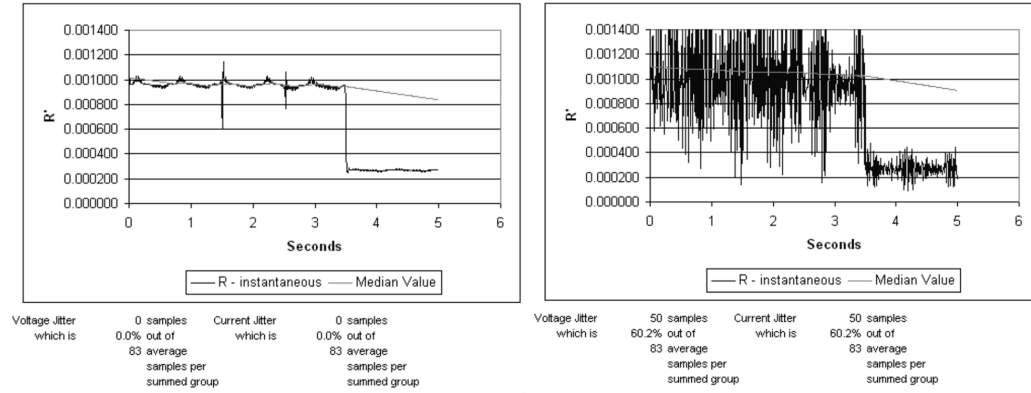 0.001400
0.001200
0.001000
0.000800
0.000600
0.000400
0.000200
0.000000
R'
0 1 2 3 4 5 6
Seconds
R - instantaneous Median Value
Voltage Jitter 0 samples Current Jitter 0 samples
which is 0.0% out of which is 0.0% out of
83 average 83 average
samples per samples per
summed group summed group
0.001400
0.001200
0.001000
0.000800
0.000600
0.000400
0.000200
0.000000
R'
0 1 2 3 4 5 6
Seconds
R - instantaneous Median Value
Voltage Jitter 50 samples Current Jitter 50 samples
which is 60.2% out of which is 60.2% out of
83 average 83 average
samples per samples per
summed group summed group